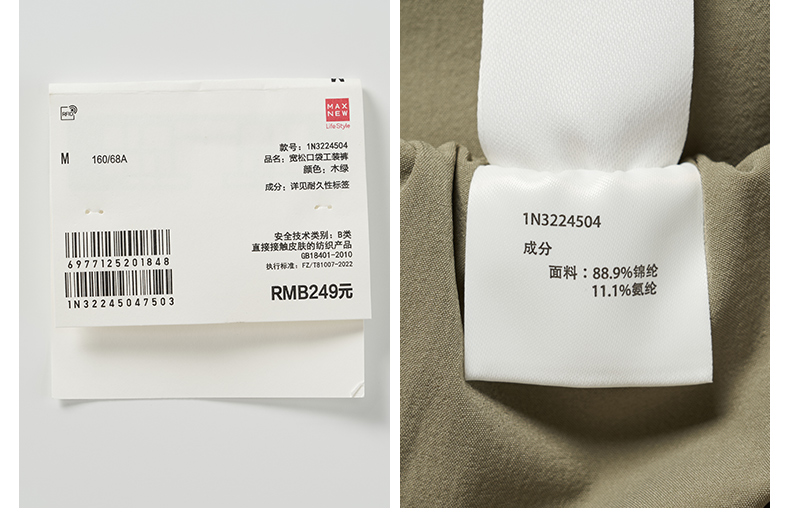 RFID
MAX
NEW
LifeStyle
款号：1N3224504
M 160/68A
品名：宽松口袋工装裤
颜色：木绿
成分：详见耐久性标签
安全技术类别：B类
直接接触皮肤的纺织产品
GB18401-2010
执行标准：FZ/T81007-2022
6977125201848
1N32245047503
RMB249元
1N3224504
成分
面料：88.9%锦纶
11.1%氨纶